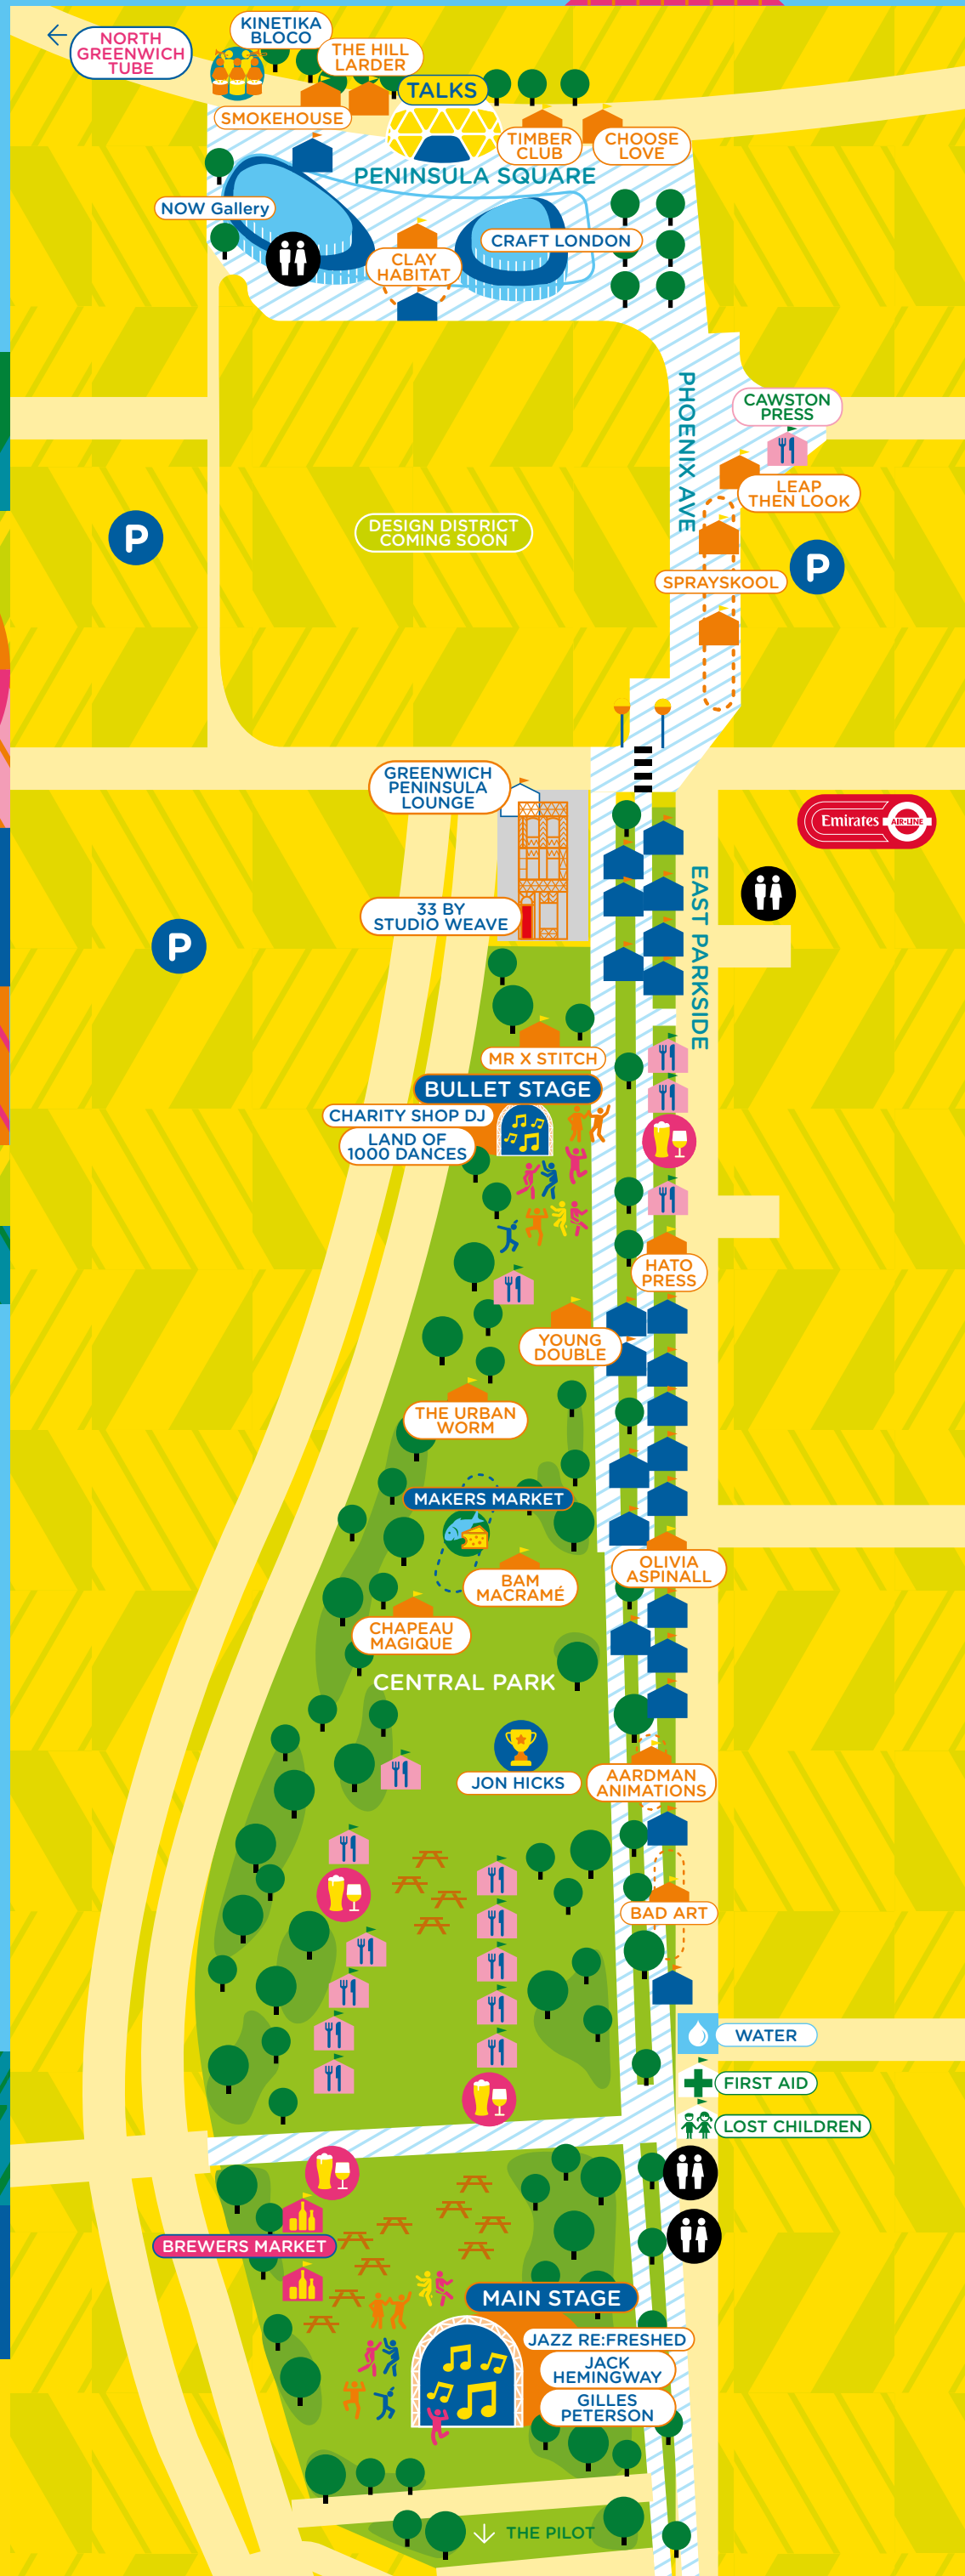 KINETIKA
BLOCO
NORTH
GREENWICH
TUBE
THE HILL
LARDER
TALKS
SMOKEHOUSE
TIMBER
CLUB
CHOOSE
LOVE
PENINSULA SQUARE
NOW Gallery
CRAFT LONDON
CLAY
HABITAT
PHOENIX AVE
CAWSTON
PRESS
LEAP
THEN LOOK
DESIGN DISTRICT
COMING SOON
P
P
SPRAYSKOOL
GREENWICH
PENINSULA
LOUNGE
Emirates AIR-LINE
33 BY
STUDIO WEAVE
P
EAST PARKSIDE
MR X STITCH
BULLET STAGE
CHARITY SHOP DJ
LAND OF
1000 DANCES
HATO
PRESS
YOUNG
DOUBLE
THE URBAN
WORM
MAKERS MARKET
OLIVIA
ASPINALL
BAM
MACRAMÉ
CHAPEAU
MAGIQUE
CENTRAL PARK
JON HICKS
AARDMAN
ANIMATIONS
BAD ART
WATER
FIRST AID
LOST CHILDREN
BREWERS MARKET
MAIN STAGE
JAZZ RE:FRESHED
JACK
HEMINGWAY
GILLES
PETERSON
THE PILOT